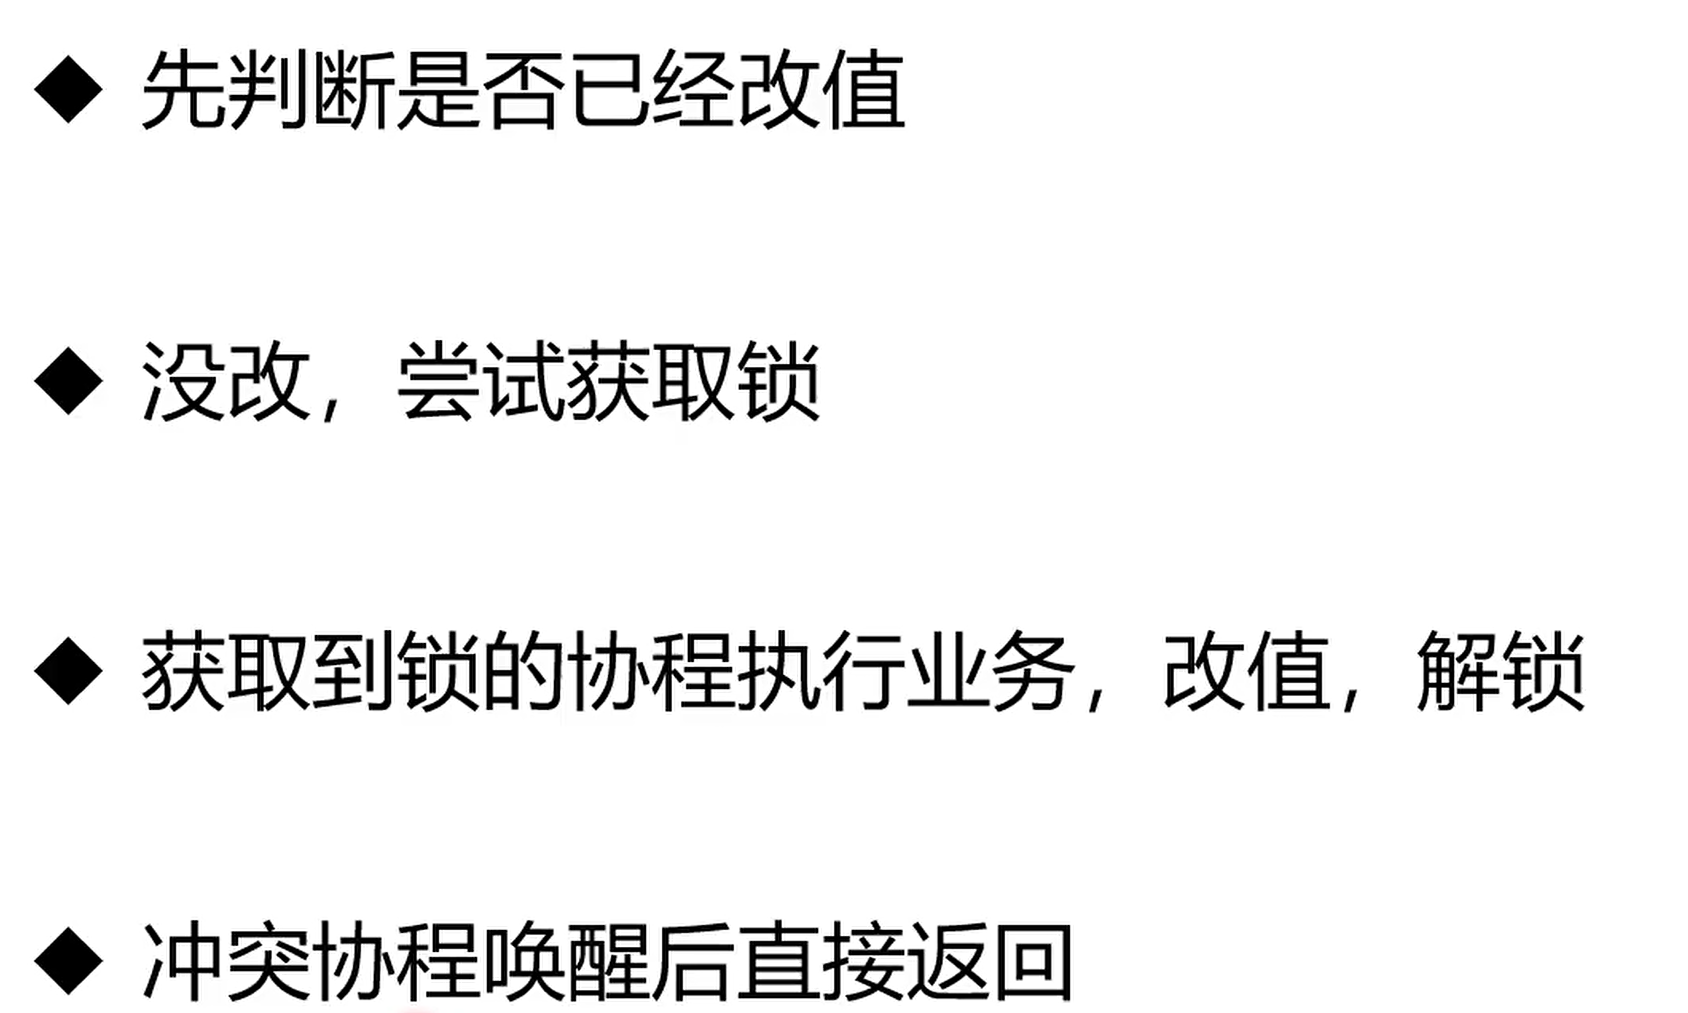 ◆ 先判断是否已经改值
◆ 没改，尝试获取锁
◆ 获取到锁的协程执行业务，改值，解锁
◆ 冲突协程唤醒后直接返回